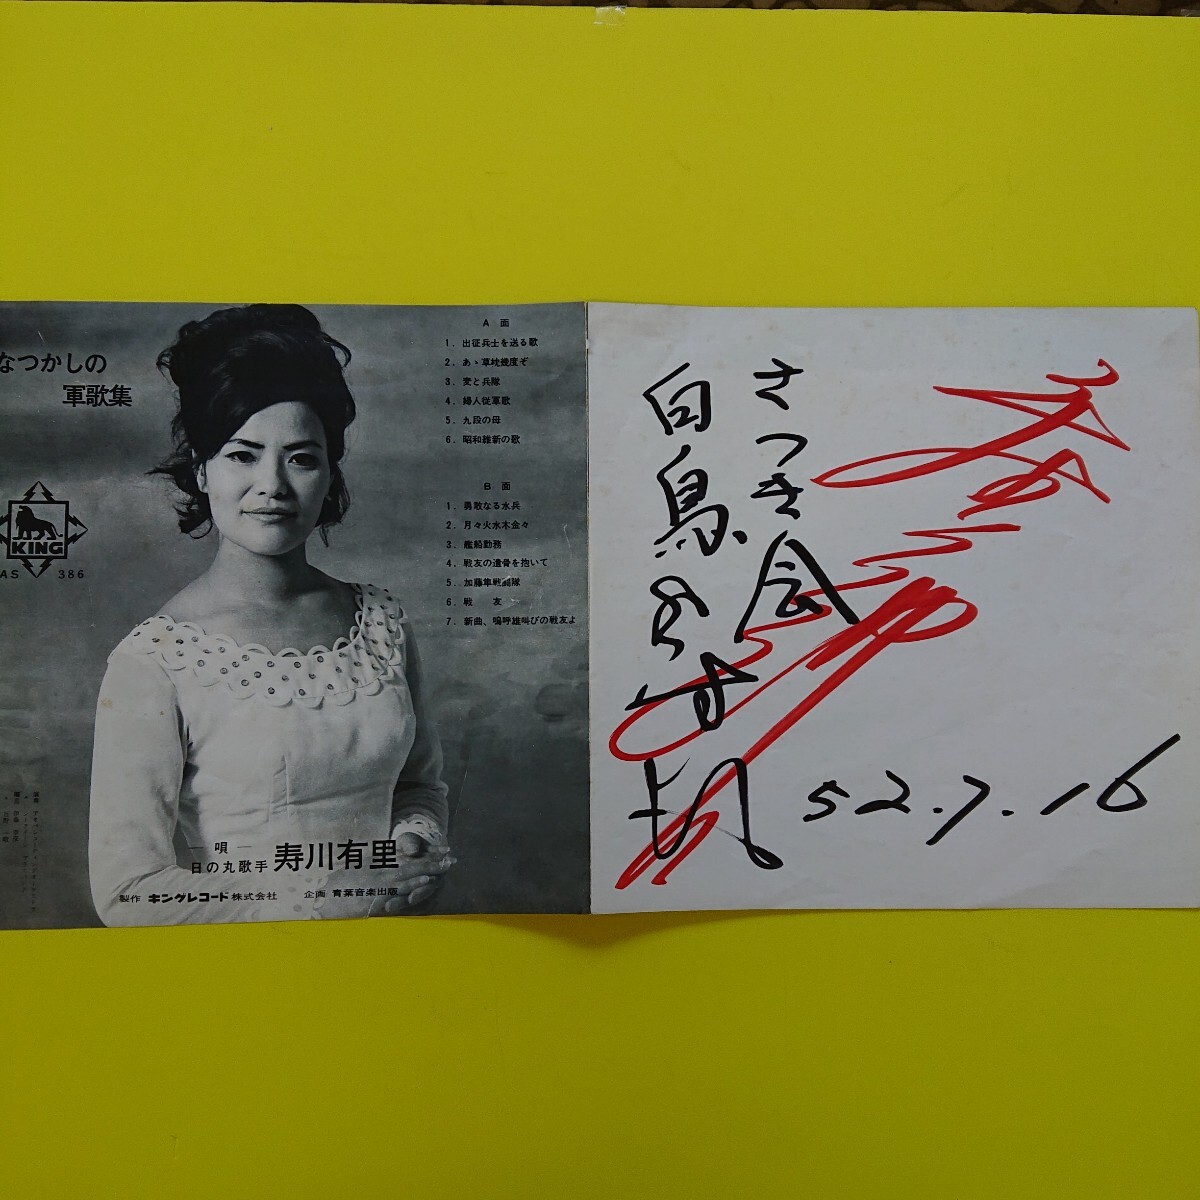 なつかしの
軍歌集
KING
AS 386
A 面
1. 出征兵士を送る歌
2. あゝ草枕幾度ぞ
3. 麦と兵隊
4. 婦人従軍歌
5. 九段の母
6. 昭和維新の歌
B 面
1. 勇敢なる水兵
2. 月々火水木金々
3. 艦船勤務
4. 戦友の遺骨を抱いて
5. 加藤隼戦闘隊
6. 戦 友
7. 新曲、嗚呼雄叫びの戦友よ
唄
日の丸歌手 寿川有里
製作 キングレコード株式会社 企画 青葉音楽出版
さつき会
白鳥
52.7.16